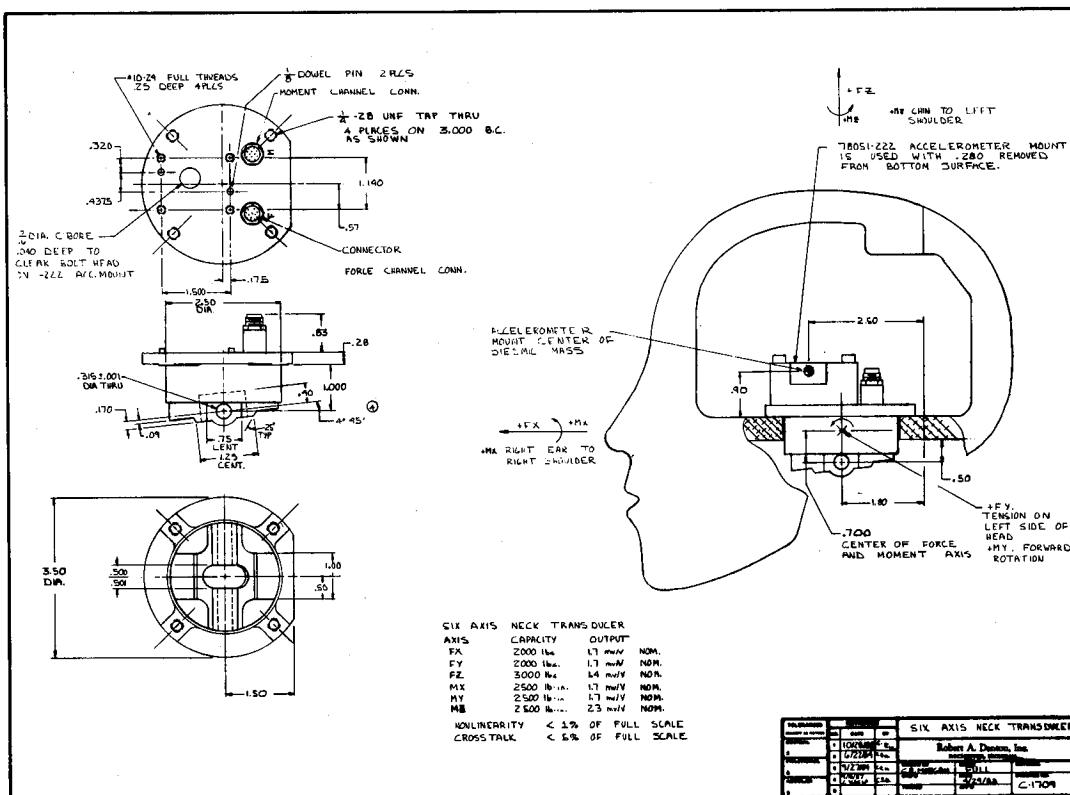 #10-24 FULL THREADS
.25 DEEP 4PLCS
1/8 DOWEL PIN 2 PLCS
MOMENT CHANNEL CONN.
1/4-28 UNF TAP THRU
4 PLACES ON 3.000 B.C.
AS SHOWN
.320
.4375
1.140
.57
DIA. C'BORE
.040 DEEP TO
CLEAR BOLT HEAD
-222 ACC. MOUNT
CONNECTOR
FORCE CHANNEL CONN.
.175
1.500
2.50
DIA.
.83
.28
.315±.001
DIA THRU
.40
1.000
.170
.09
.75
CENT
1.25
CENT.
.25
TYP
4° 45'
3.50
DIA.
.500
.501
1.00
.50
1.50
+FZ
+MZ
+MZ CHIN TO LEFT
SHOULDER
78051-222 ACCELEROMETER MOUNT
IS USED WITH .280 REMOVED
FROM BOTTOM SURFACE.
ACCELEROMETER
MOUNT CENTER OF
MASS
2.50
.90
+FX
+MX
+MX RIGHT EAR TO
RIGHT SHOULDER
.50
1.80
.700
CENTER OF FORCE
AND MOMENT AXIS
+FY.
TENSION ON
LEFT SIDE OF
HEAD
+MY. FORWARD
ROTATION
SIX AXIS NECK TRANSDUCER
AXIS CAPACITY OUTPUT
FX 2000 lbs. 1.7 mv/V NOM.
FY 2000 lbs. 1.7 mv/V NOM.
FZ 3000 lbs 1.4 mv/V NOM.
MX 2500 lb-in. 1.7 mv/V NOM.
MY 2500 lb-in. 1.7 mv/V NOM.
MZ 2500 lb-in. 2.3 mv/V NOM.
NONLINEARITY < 1% OF FULL SCALE
CROSSTALK < 5% OF FULL SCALE
TOLERANCES
SIX AXIS NECK TRANSDUCER
DATE
Robert A. Denton, Inc.
FULL
C-1709